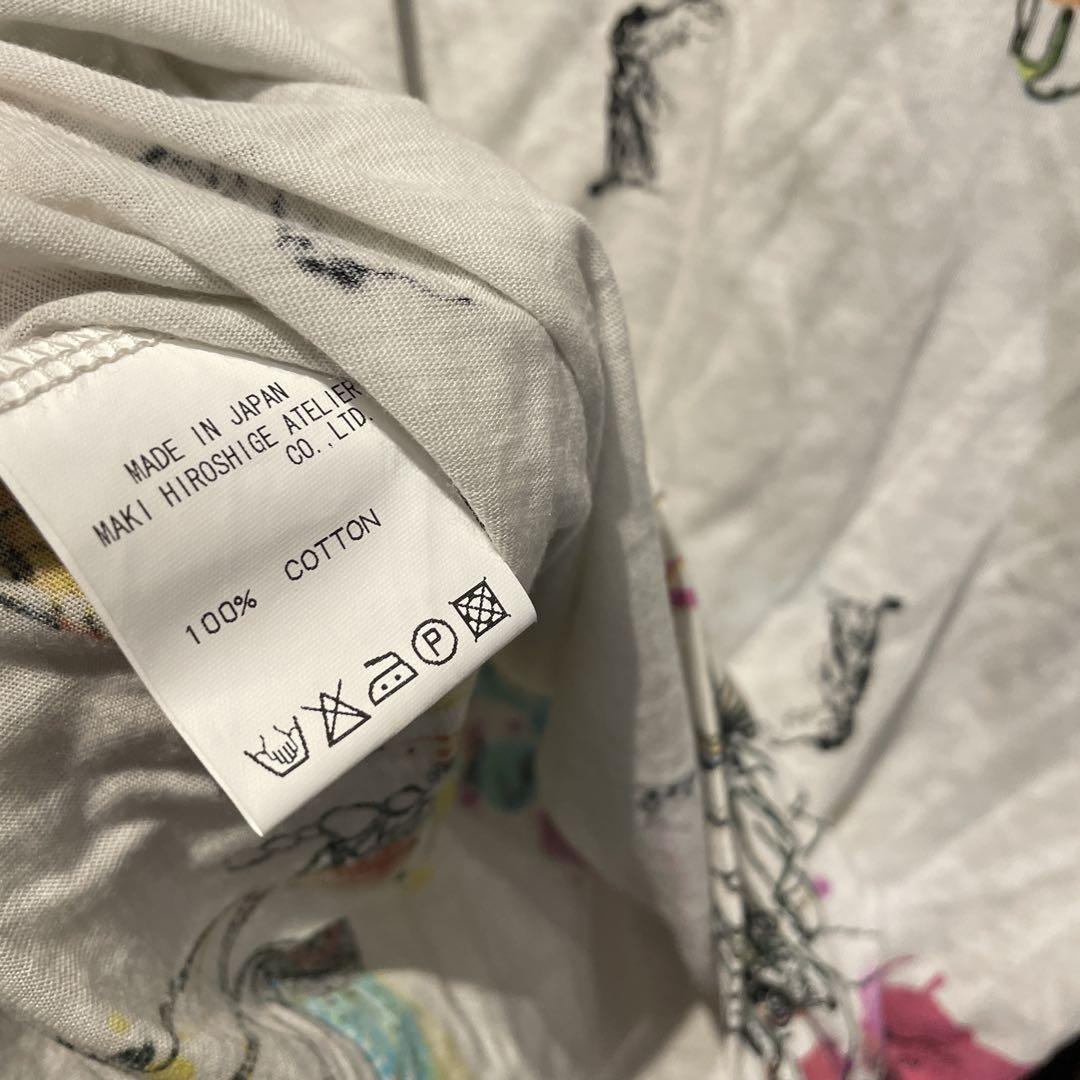 MADE IN JAPAN
MAKI HIROSHIGE ATELIER
CO.,LTD.
100% COTTON
P